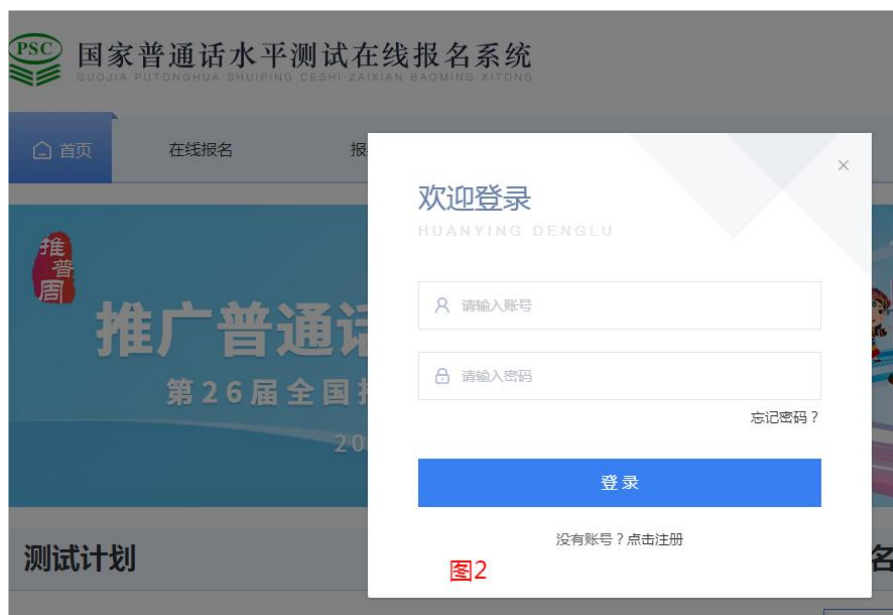 PSC
国家普通话水平测试在线报名系统
GUOJIA PUTONGHUA SHUIPING CESHI ZAIXIAN BAOMING XITONG
首页 在线报名 报
欢迎登录
HUANYING DENGLU
推普周
请输入账号
推广普通话
第26届全国推
请输入密码
忘记密码？
20
登录
没有账号？点击注册
测试计划
图2
名